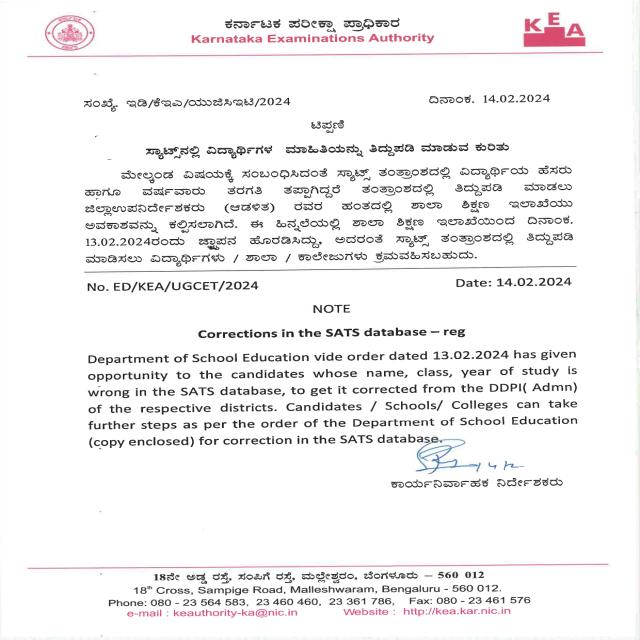 ಕರ್ನಾಟಕ ಪರೀಕ್ಷಾ ಪ್ರಾಧಿಕಾರ
Karnataka Examinations Authority
KEA
ಸಂಖ್ಯೆ. ಇಡಿ/ಕೆಇಎ/ಯುಜಿಸಿಇಟಿ/2024 ದಿನಾಂಕ. 14.02.2024
ಟಿಪ್ಪಣಿ
ಸ್ಯಾಟ್ಸ್‌ನಲ್ಲಿ ವಿದ್ಯಾರ್ಥಿಗಳ ಮಾಹಿತಿಯನ್ನು ತಿದ್ದುಪಡಿ ಮಾಡುವ ಕುರಿತು
ಮೇಲ್ಕಂಡ ವಿಷಯಕ್ಕೆ ಸಂಬಂಧಿಸಿದಂತೆ ಸ್ಯಾಟ್ಸ್ ತಂತ್ರಾಂಶದಲ್ಲಿ ವಿದ್ಯಾರ್ಥಿಯ ಹೆಸರು
ಹಾಗೂ ವರ್ಷವಾರು ತರಗತಿ ತಪ್ಪಾಗಿದ್ದರೆ ತಂತ್ರಾಂಶದಲ್ಲಿ ತಿದ್ದುಪಡಿ ಮಾಡಲು
ಜಿಲ್ಲಾಉಪನಿರ್ದೇಶಕರು (ಆಡಳಿತ) ರವರ ಹಂತದಲ್ಲಿ ಶಾಲಾ ಶಿಕ್ಷಣ ಇಲಾಖೆಯು
ಅವಕಾಶವನ್ನು ಕಲ್ಪಿಸಲಾಗಿದೆ. ಈ ಹಿನ್ನಲೆಯಲ್ಲಿ ಶಾಲಾ ಶಿಕ್ಷಣ ಇಲಾಖೆಯಿಂದ ದಿನಾಂಕ.
13.02.2024ರಂದು ಜ್ಞಾಪನ ಹೊರಡಿಸಿದ್ದು, ಅದರಂತೆ ಸ್ಯಾಟ್ಸ್ ತಂತ್ರಾಂಶದಲ್ಲಿ ತಿದ್ದುಪಡಿ
ಮಾಡಿಸಲು ವಿದ್ಯಾರ್ಥಿಗಳು / ಶಾಲಾ / ಕಾಲೇಜುಗಳು ಕ್ರಮವಹಿಸಬಹುದು.
No. ED/KEA/UGCET/2024 Date: 14.02.2024
NOTE
Corrections in the SATS database – reg
Department of School Education vide order dated 13.02.2024 has given
opportunity to the candidates whose name, class, year of study is
wrong in the SATS database, to get it corrected from the DDPI( Admn)
of the respective districts. Candidates / Schools/ Colleges can take
further steps as per the order of the Department of School Education
(copy enclosed) for correction in the SATS database.
ಕಾರ್ಯನಿರ್ವಾಹಕ ನಿರ್ದೇಶಕರು
18ನೇ ಅಡ್ಡ ರಸ್ತೆ, ಸಂಪಿಗೆ ರಸ್ತೆ, ಮಲ್ಲೇಶ್ವರಂ, ಬೆಂಗಳೂರು – 560 012
18th Cross, Sampige Road, Malleshwaram, Bengaluru - 560 012.
Phone: 080 - 23 564 583, 23 460 460, 23 361 786, Fax: 080 - 23 461 576
e-mail : keauthority-ka@nic.in Website : http://kea.kar.nic.in